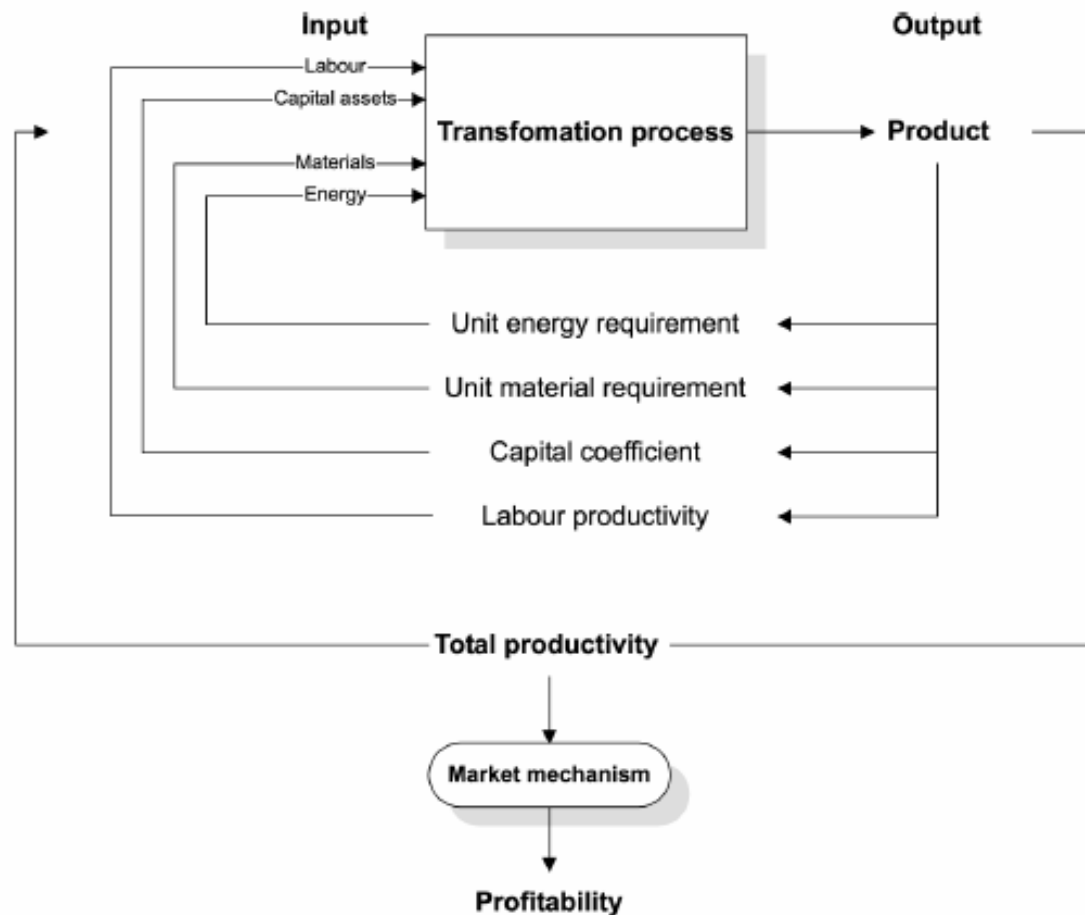 Input
Output
Labour
Capital assets
Transfomation process
Product
Materials
Energy
Unit energy requirement
Unit material requirement
Capital coefficient
Labour productivity
Total productivity
Market mechanism
Profitability